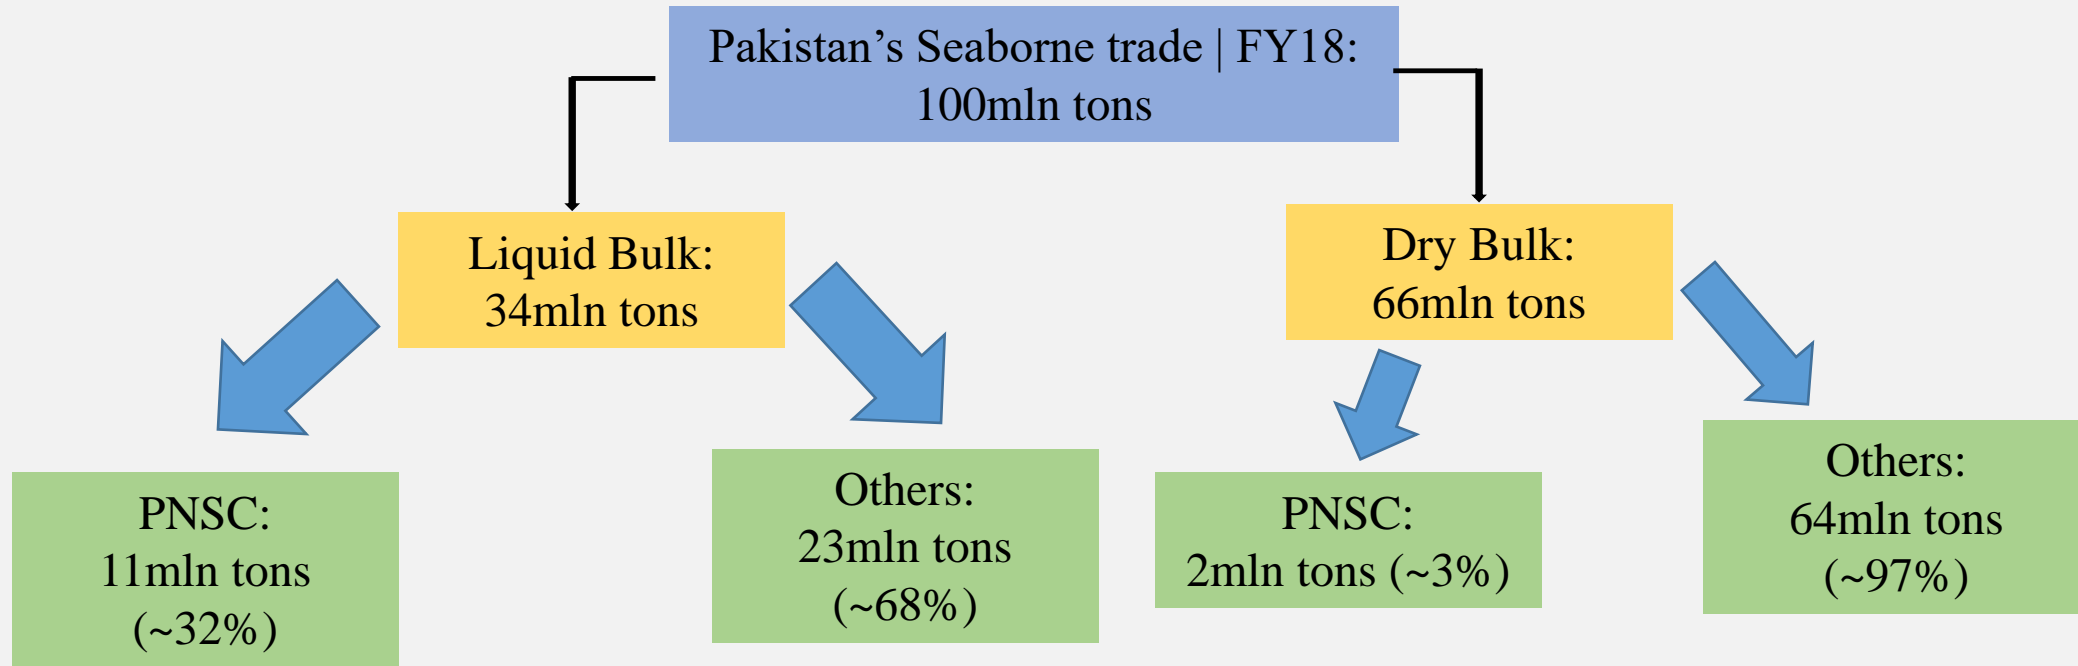 Pakistan’s Seaborne trade | FY18:
100mln tons
Liquid Bulk:
34mln tons
Dry Bulk:
66mln tons
PNSC:
11mln tons
(~32%)
Others:
23mln tons
(~68%)
PNSC:
2mln tons (~3%)
Others:
64mln tons
(~97%)